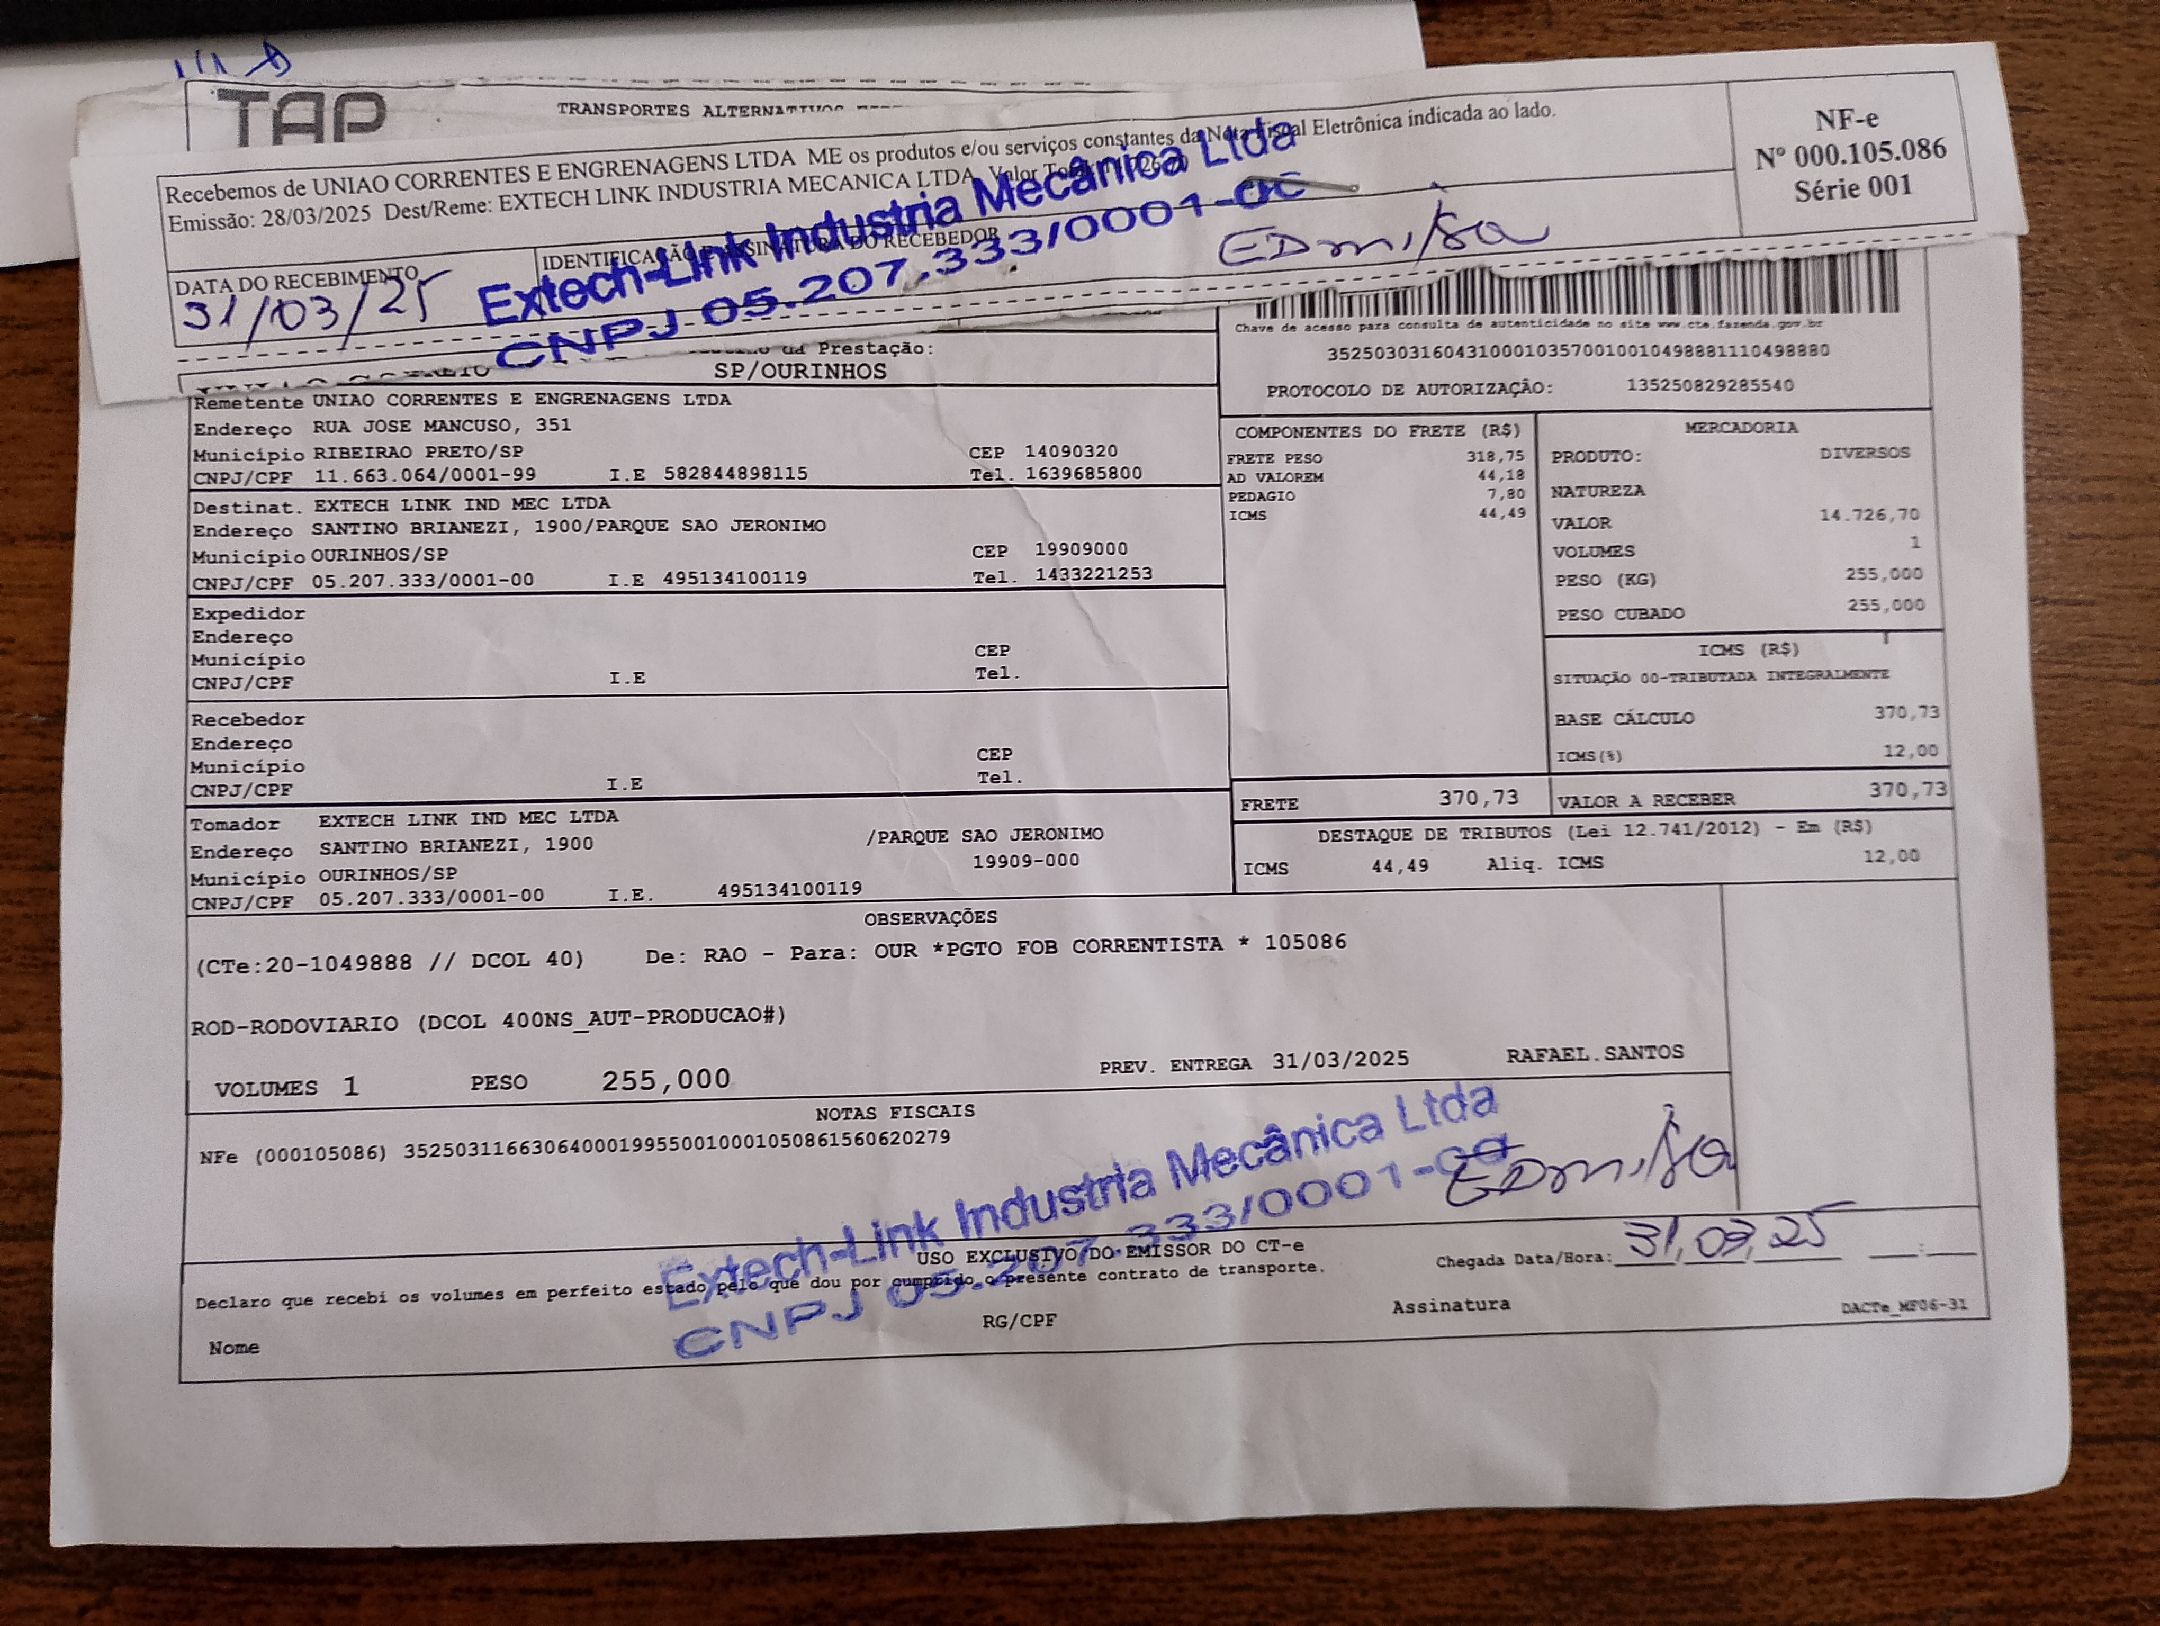 TAP
TRANSPORTES ALTERNATIVOS
Recebemos de UNIAO CORRENTES E ENGRENAGENS LTDA ME os produtos e/ou serviços constantes da Nota Fiscal Eletrônica indicada ao lado.
Emissão: 28/03/2025 Dest/Reme: EXTECH LINK INDUSTRIA MECANICA LTDA Valor
NF-e
Nº 000.105.086
Série 001
DATA DO RECEBIMENTO
31/03/25
IDENTIFICAÇÃO E ASSINATURA DO RECEBEDOR
Extech-Link Industria Mecânica Ltda
CNPJ 05.207.333/0001-00
Edmilsa
da Prestação:
SP/OURINHOS
Chave de acesso para consulta de autenticidade no site www.cte.fazenda.gov.br
35250303160431000103570010010498881110498880
PROTOCOLO DE AUTORIZAÇÃO: 135250829285540
Remetente UNIAO CORRENTES E ENGRENAGENS LTDA
Endereço RUA JOSE MANCUSO, 351
Município RIBEIRAO PRETO/SP CEP 14090320
CNPJ/CPF 11.663.064/0001-99 I.E 582844898115 Tel. 1639685800
Destinat. EXTECH LINK IND MEC LTDA
Endereço SANTINO BRIANEZI, 1900/PARQUE SAO JERONIMO
Município OURINHOS/SP CEP 19909000
CNPJ/CPF 05.207.333/0001-00 I.E 495134100119 Tel. 1433221253
Expedidor
Endereço
Município CEP
CNPJ/CPF I.E Tel.
Recebedor
Endereço
Município CEP
CNPJ/CPF I.E Tel.
Tomador EXTECH LINK IND MEC LTDA
Endereço SANTINO BRIANEZI, 1900 /PARQUE SAO JERONIMO
Município OURINHOS/SP 19909-000
CNPJ/CPF 05.207.333/0001-00 I.E. 495134100119
COMPONENTES DO FRETE (R$)
FRETE PESO 318,75
AD VALOREM 44,18
PEDAGIO 7,80
ICMS 44,49
MERCADORIA
PRODUTO: DIVERSOS
NATUREZA
VALOR 14.726,70
VOLUMES 1
PESO (KG) 255,000
PESO CUBADO 255,000
ICMS (R$)
SITUAÇÃO 00-TRIBUTADA INTEGRALMENTE
BASE CÁLCULO 370,73
ICMS(%) 12,00
FRETE 370,73 VALOR A RECEBER 370,73
DESTAQUE DE TRIBUTOS (Lei 12.741/2012) - Em (R$)
ICMS 44,49 Aliq. ICMS 12,00
OBSERVAÇÕES
(CTe:20-1049888 // DCOL 40) De: RAO - Para: OUR *PGTO FOB CORRENTISTA * 105086
ROD-RODOVIARIO (DCOL 400NS_AUT-PRODUCAO#)
VOLUMES 1 PESO 255,000 PREV. ENTREGA 31/03/2025 RAFAEL.SANTOS
NOTAS FISCAIS
NFe (000105086) 35250311663064000199550010001050861560620279
Extech-Link Industria Mecânica Ltda
CNPJ 05.207.333/0001-00
Edmilsa
USO EXCLUSIVO DO EMISSOR DO CT-e
Chegada Data/Hora: 31/03/25
Declaro que recebi os volumes em perfeito estado pelo que dou por cumprido o presente contrato de transporte.
Nome RG/CPF Assinatura DACTe_MF06-31